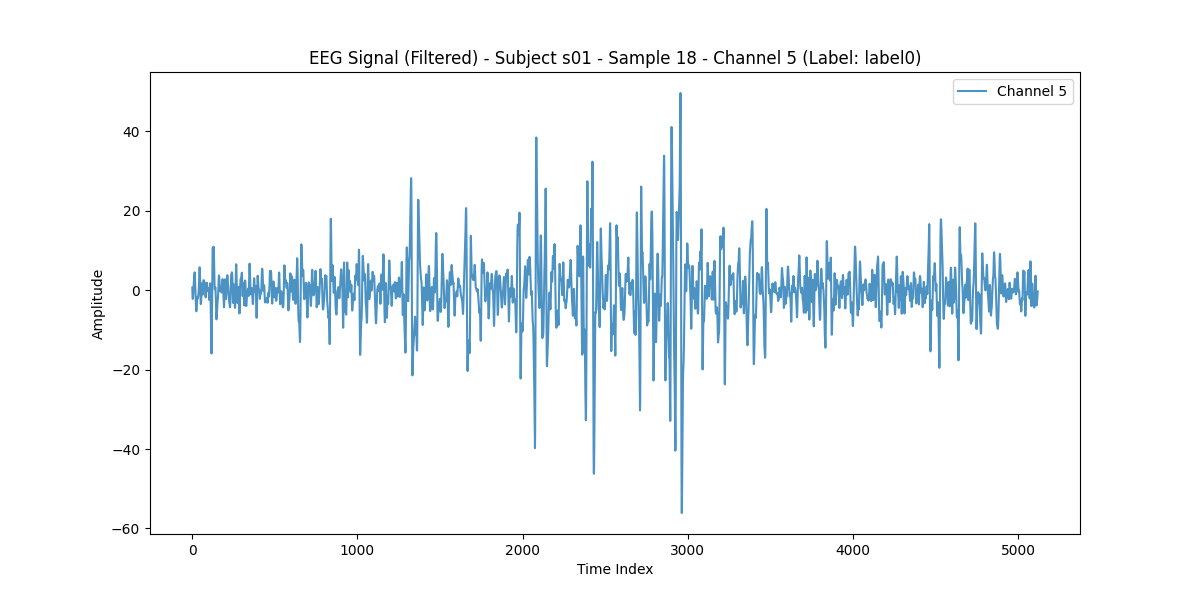 EEG Signal (Filtered) - Subject s01 - Sample 18 - Channel 5 (Label: label0)
Channel 5
40
20
0
−20
−40
−60
Amplitude
0 1000 2000 3000 4000 5000
Time Index